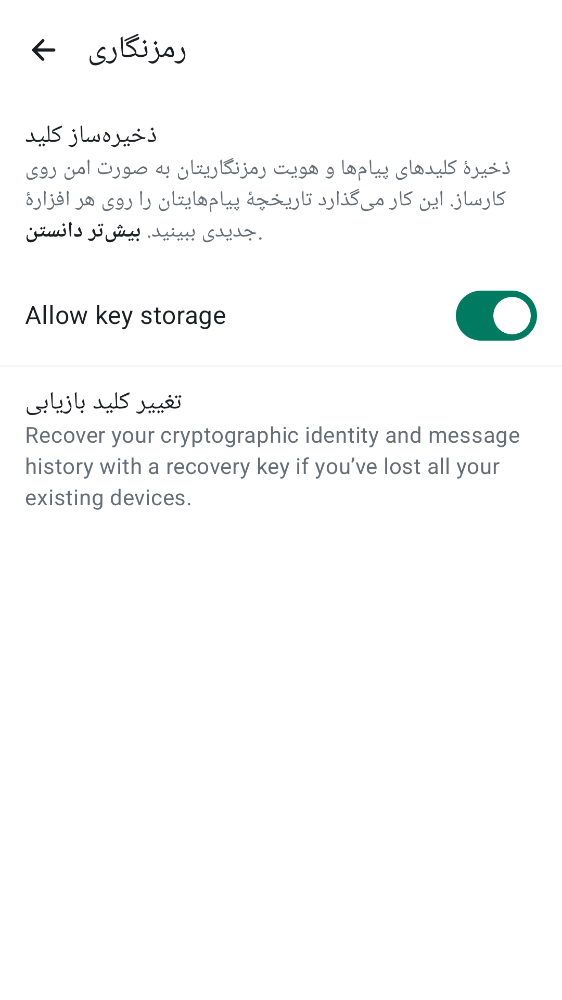 رمزنگاری
ذخیره‌ساز کلید
ذخیرهٔ کلیدهای پیام‌ها و هویت رمزنگاریتان به صورت امن روی
کارساز. این کار می‌گذارد تاریخچهٔ پیام‌هایتان را روی هر افزارهٔ
جدیدی ببینید. بیش‌تر دانستن.
Allow key storage
تغییر کلید بازیابی
Recover your cryptographic identity and message
history with a recovery key if you’ve lost all your
existing devices.